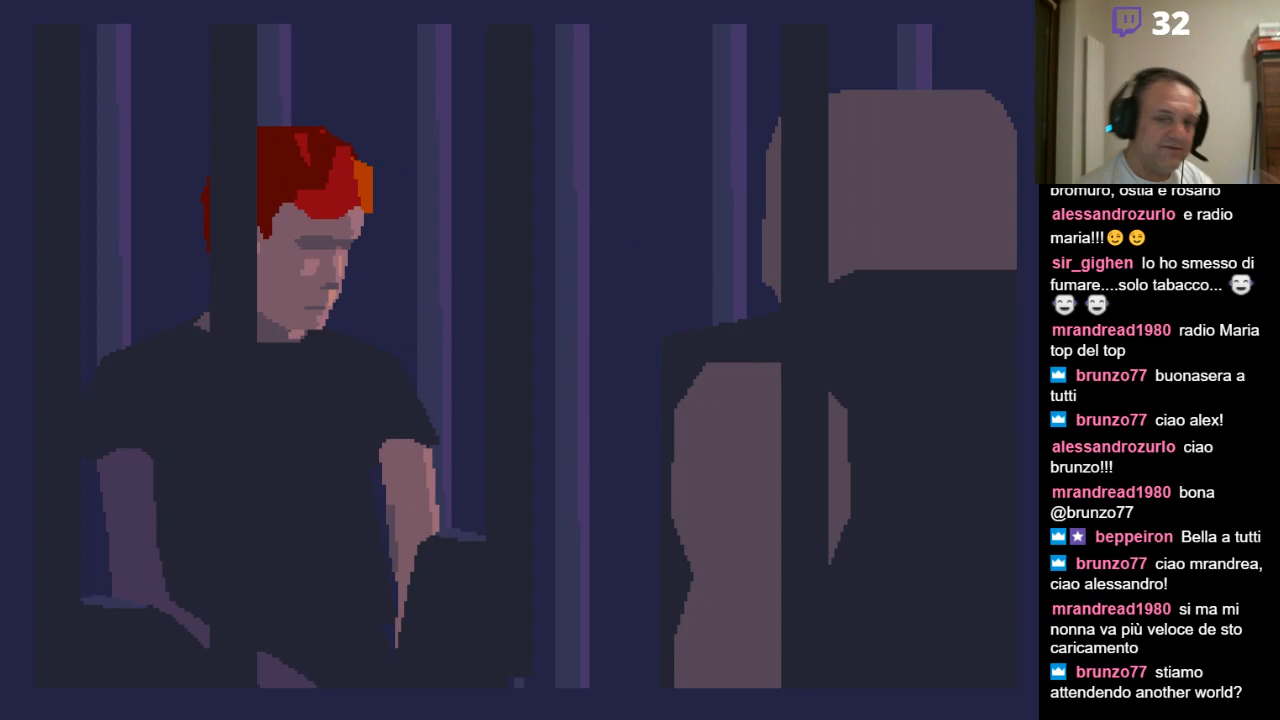 32
bromuro, ostia e rosario
alessandrozurlo e radio
maria!!!😉 😉
sir_gighen Io ho smesso di
fumare....solo tabacco...
mrandread1980 radio Maria
top del top
brunzo77 buonasera a
tutti
brunzo77 ciao alex!
alessandrozurlo ciao
brunzo!!!
mrandread1980 bona
@brunzo77
beppeiron Bella a tutti
brunzo77 ciao mrandrea,
ciao alessandro!
mrandread1980 si ma mi
nonna va più veloce de sto
caricamento
brunzo77 stiamo
attendendo another world?